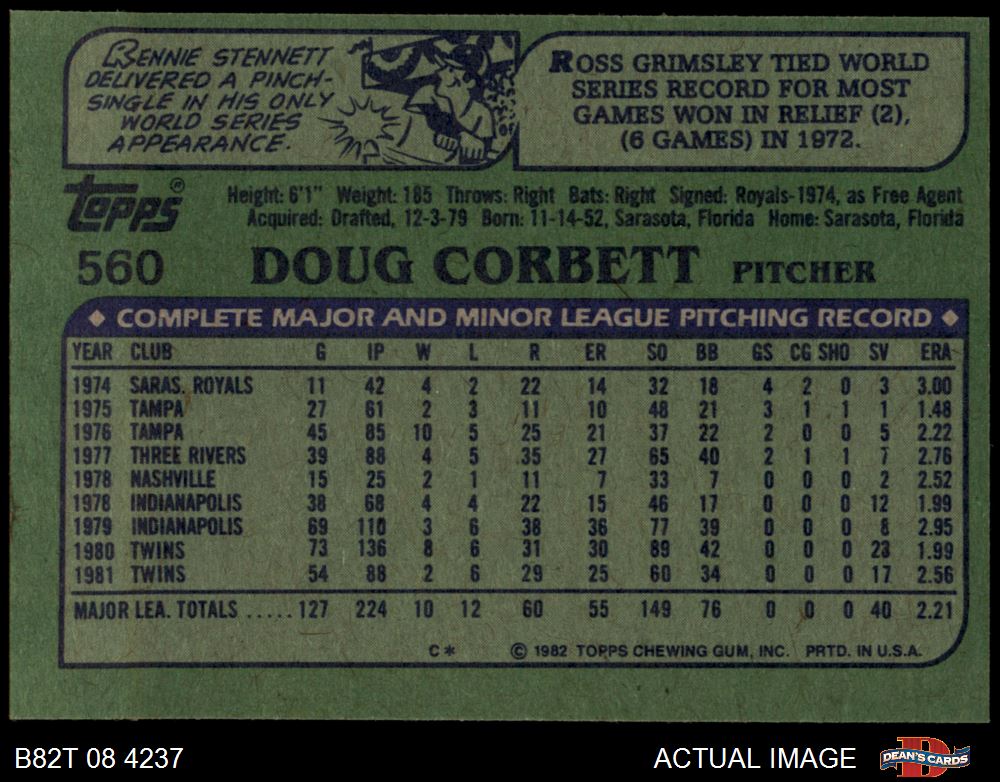 RENNIE STENNETT
DELIVERED A PINCH-
SINGLE IN HIS ONLY
WORLD SERIES
APPEARANCE.
ROSS GRIMSLEY TIED WORLD
SERIES RECORD FOR MOST
GAMES WON IN RELIEF (2),
(6 GAMES) IN 1972.
Topps®
Height: 6'1" Weight: 185 Throws: Right Bats: Right Signed: Royals-1974, as Free Agent
Acquired: Drafted, 12-3-79 Born: 11-14-52, Sarasota, Florida Home: Sarasota, Florida
560 DOUG CORBETT PITCHER
◆ COMPLETE MAJOR AND MINOR LEAGUE PITCHING RECORD ◆
YEAR CLUB G IP W L R ER SO BB GS CG SHO SV ERA
1974 SARAS. ROYALS 11 42 4 2 22 14 32 18 4 2 0 3 3.00
1975 TAMPA 27 61 2 3 11 10 48 21 3 1 1 1 1.48
1976 TAMPA 45 85 10 5 25 21 37 22 2 0 0 5 2.22
1977 THREE RIVERS 39 88 4 5 35 27 65 40 2 1 1 7 2.76
1978 NASHVILLE 15 25 2 1 11 7 33 7 0 0 0 2 2.52
1978 INDIANAPOLIS 38 68 4 4 22 15 46 17 0 0 0 12 1.99
1979 INDIANAPOLIS 69 110 3 6 38 36 77 39 0 0 0 8 2.95
1980 TWINS 73 136 8 6 31 30 89 42 0 0 0 23 1.99
1981 TWINS 54 88 2 6 29 25 60 34 0 0 0 17 2.56
MAJOR LEA. TOTALS ..... 127 224 10 12 60 55 149 76 0 0 0 40 2.21
C* © 1982 TOPPS CHEWING GUM, INC. PRTD. IN U.S.A.
B82T 08 4237 ACTUAL IMAGE DEAN'S CARDS